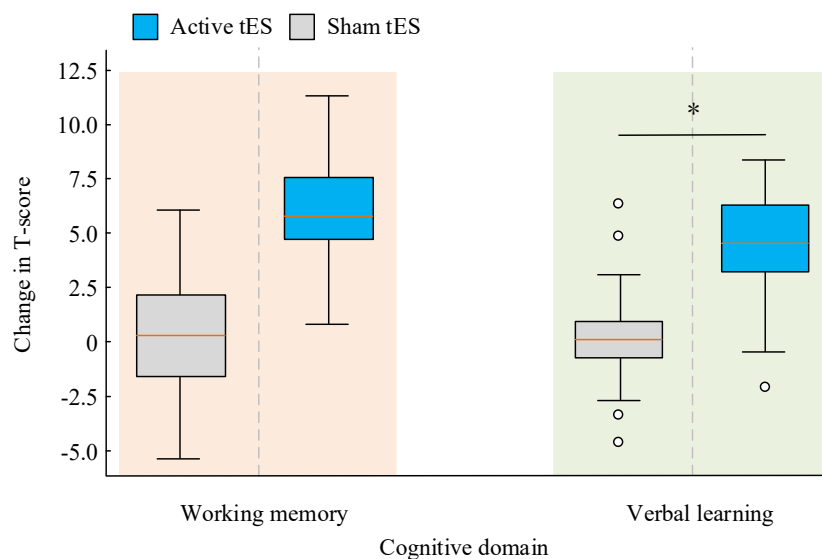 Active tES
Sham tES
12.5
10.0
7.5
5.0
2.5
0
-2.5
-5.0
Change in T-score
*
Working memory
Verbal learning
Cognitive domain